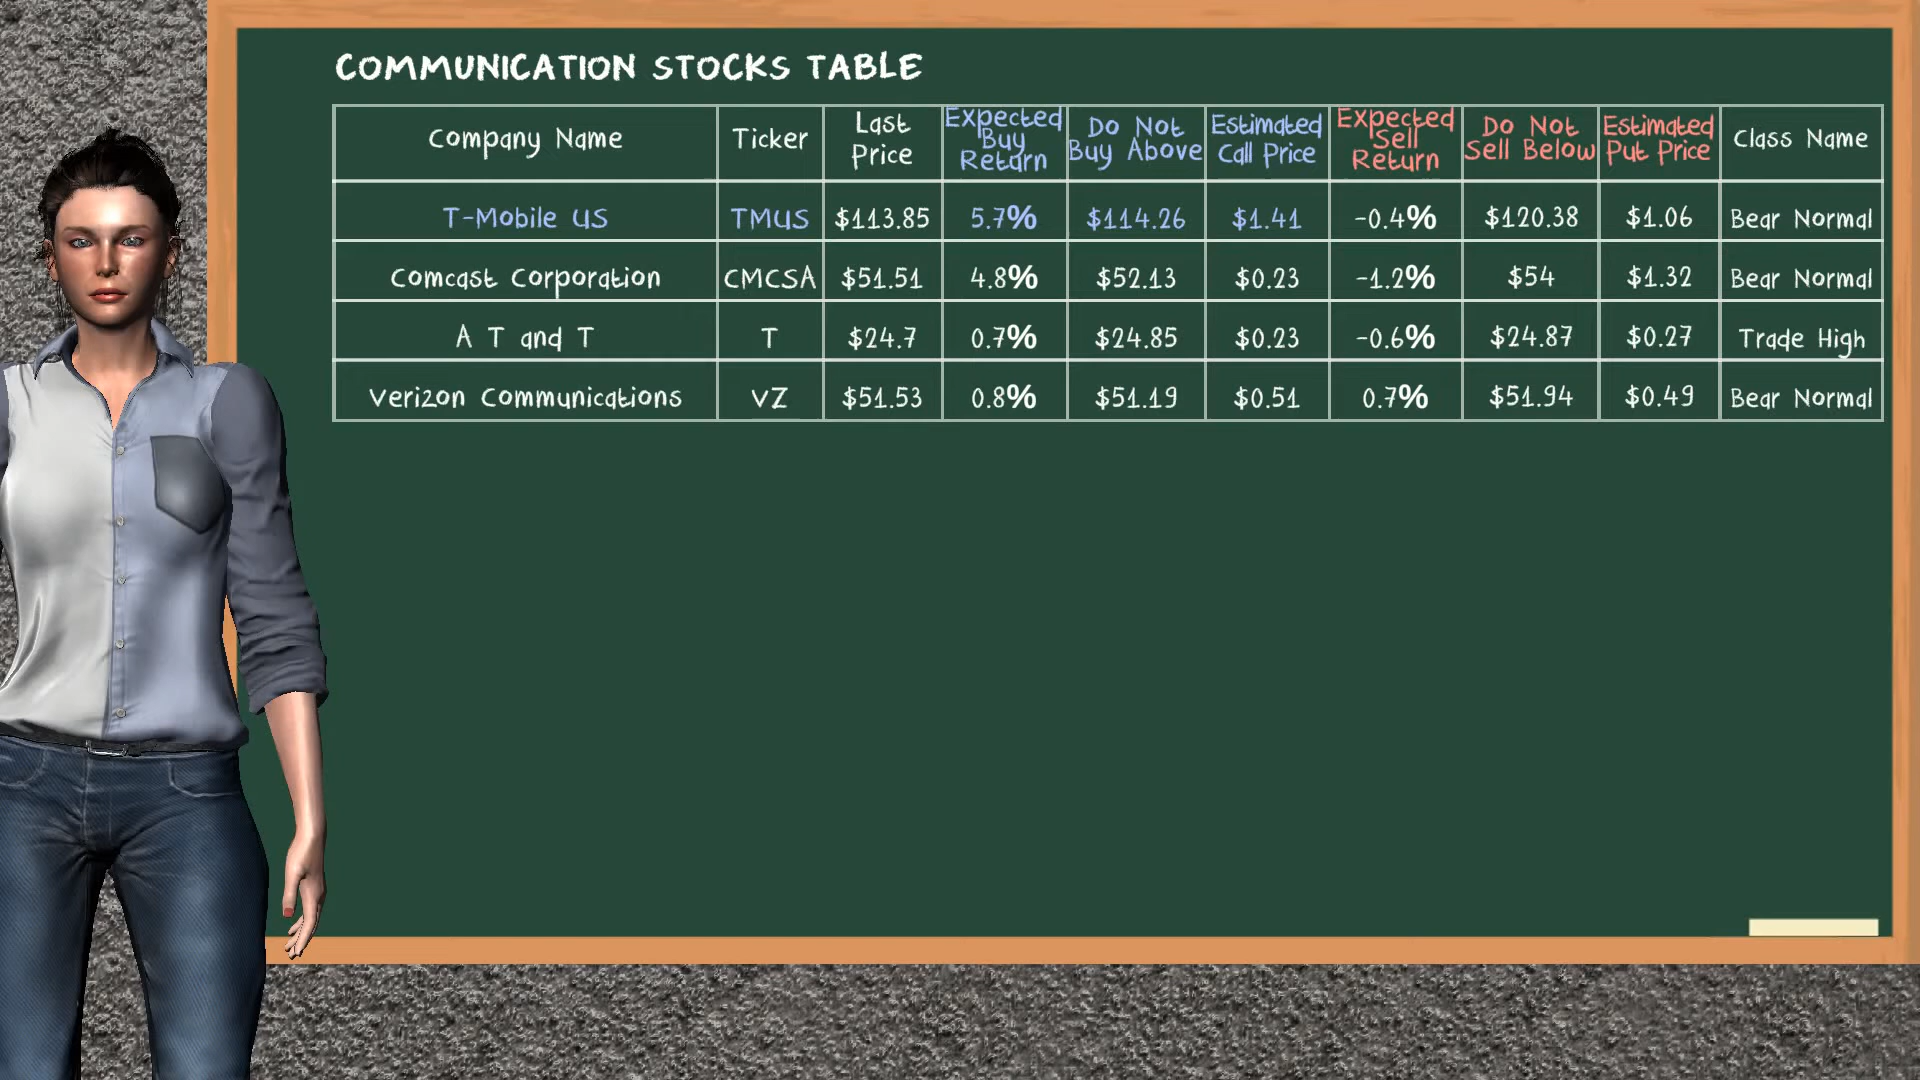 COMMUNICATION STOCKS TABLE
Company Name Ticker Last Price Expected Buy Return Do Not Buy Above Estimated Call Price Expected Sell Return Do Not Sell Below Estimated Put Price Class Name
T-Mobile US TMUS $113.85 5.7% $114.26 $1.41 -0.4% $120.38 $1.06 Bear Normal
Comcast Corporation CMCSA $51.51 4.8% $52.13 $0.23 -1.2% $54 $1.32 Bear Normal
A T and T T $24.7 0.7% $24.85 $0.23 -0.6% $24.87 $0.27 Trade High
Verizon Communications VZ $51.53 0.8% $51.19 $0.51 0.7% $51.94 $0.49 Bear Normal